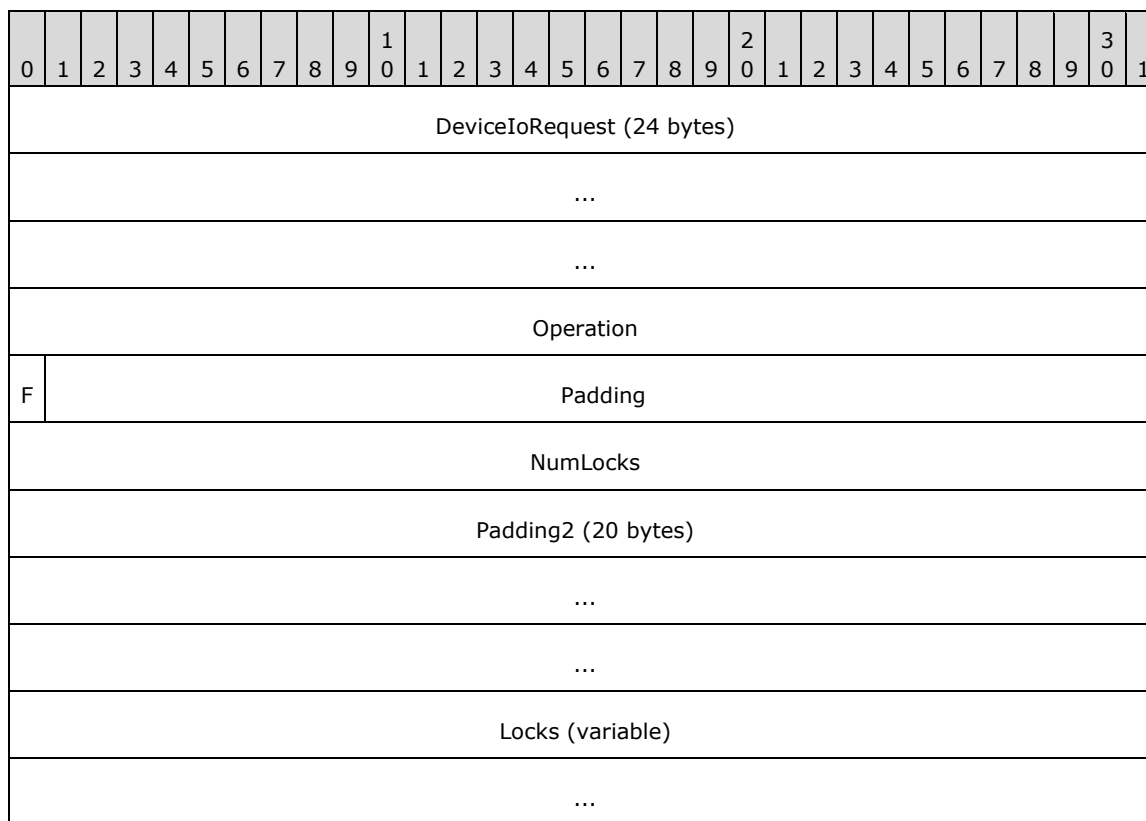 1 2 3
0 1 2 3 4 5 6 7 8 9 0 1 2 3 4 5 6 7 8 9 0 1 2 3 4 5 6 7 8 9 0 1
DeviceIoRequest (24 bytes)
...
...
Operation
F Padding
NumLocks
Padding2 (20 bytes)
...
...
Locks (variable)
...